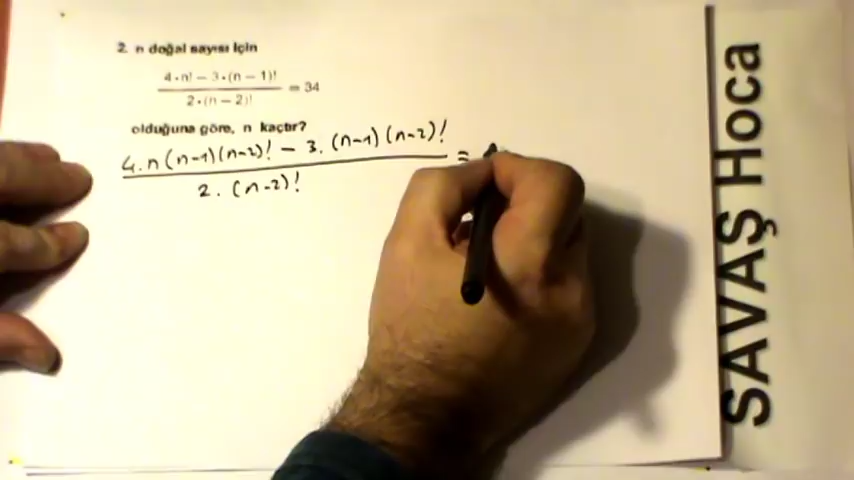 2. n doğal sayısı için
4·n! − 3·(n − 1)!
2·(n − 2)!
= 34
olduğuna göre, n kaçtır?
4.n(n-1)(n-2)! − 3.(n-1)(n-2)!
=
2.(n-2)!
SAVAŞ Hoca